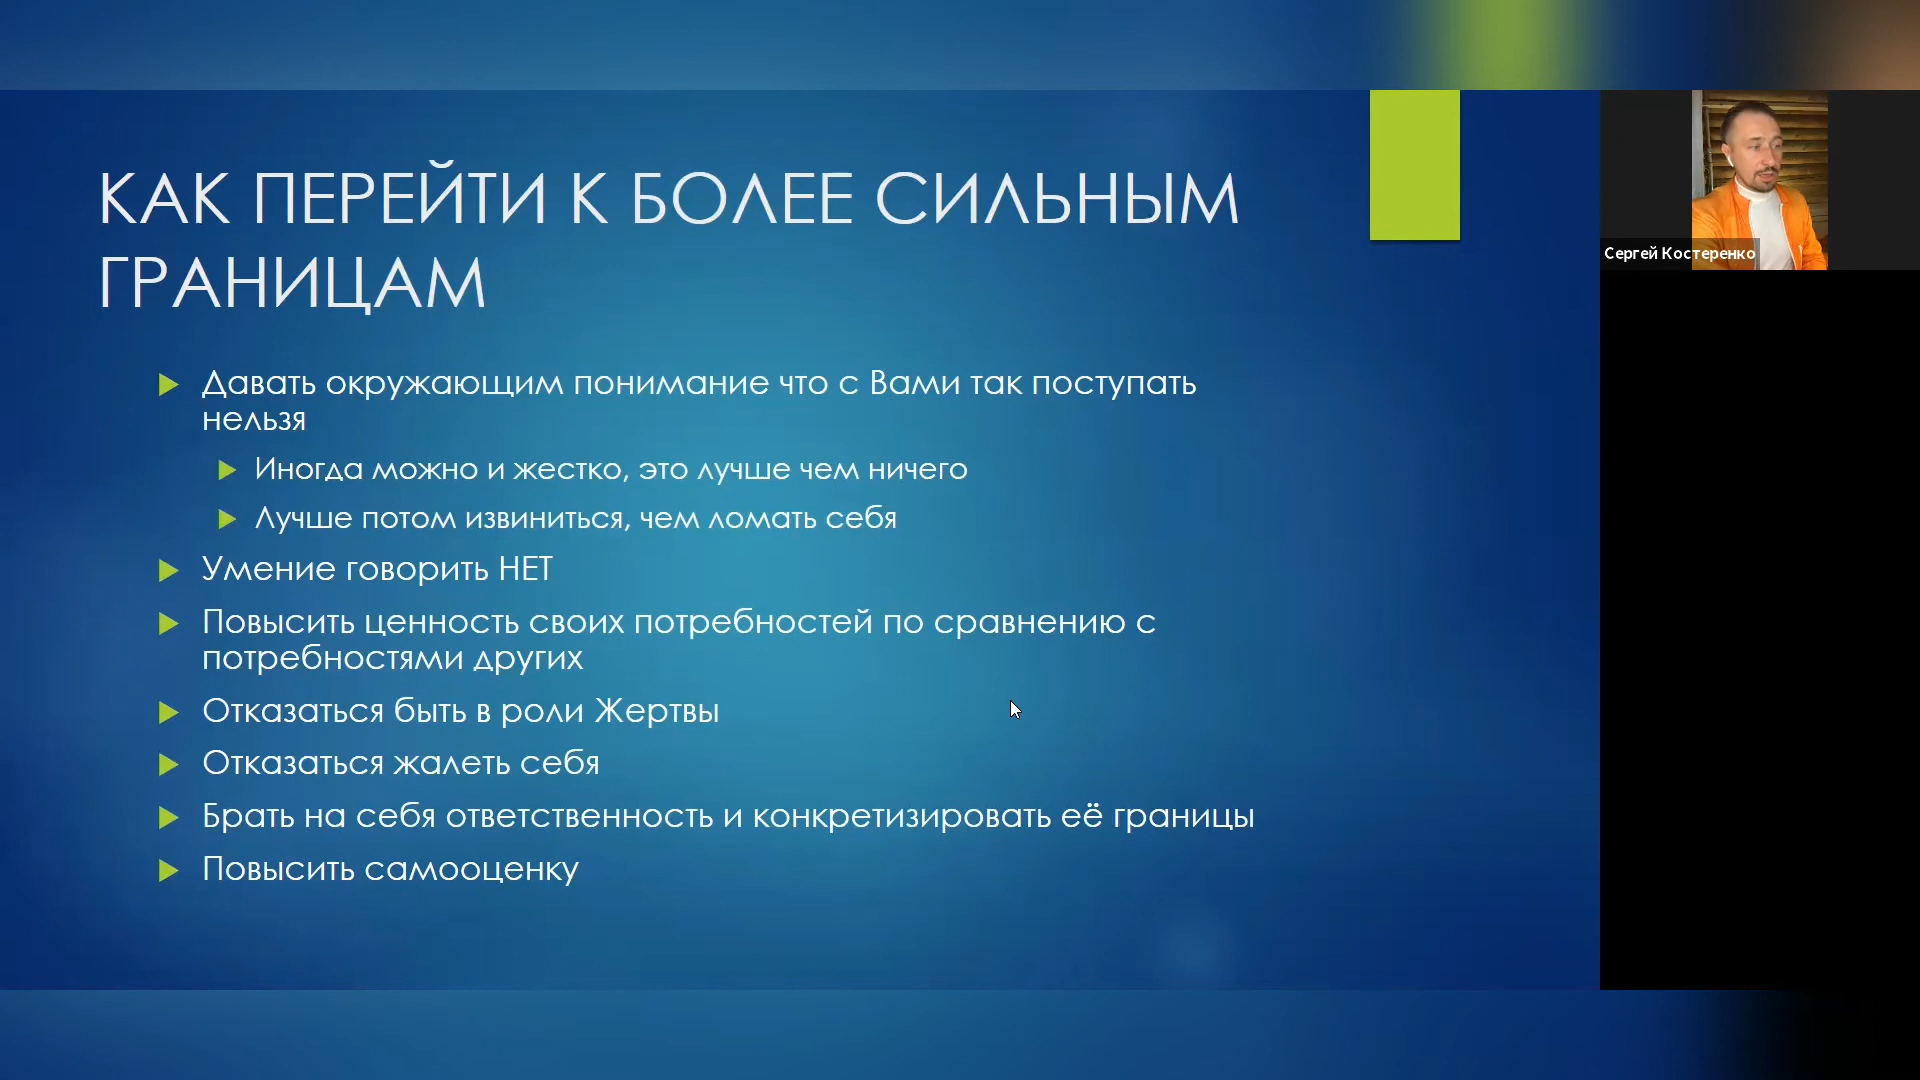 КАК ПЕРЕЙТИ К БОЛЕЕ СИЛЬНЫМ
ГРАНИЦАМ
Давать окружающим понимание что с Вами так поступать
нельзя
Иногда можно и жестко, это лучше чем ничего
Лучше потом извиниться, чем ломать себя
Умение говорить НЕТ
Повысить ценность своих потребностей по сравнению с
потребностями других
Отказаться быть в роли Жертвы
Отказаться жалеть себя
Брать на себя ответственность и конкретизировать её границы
Повысить самооценку
Сергей Костеренко